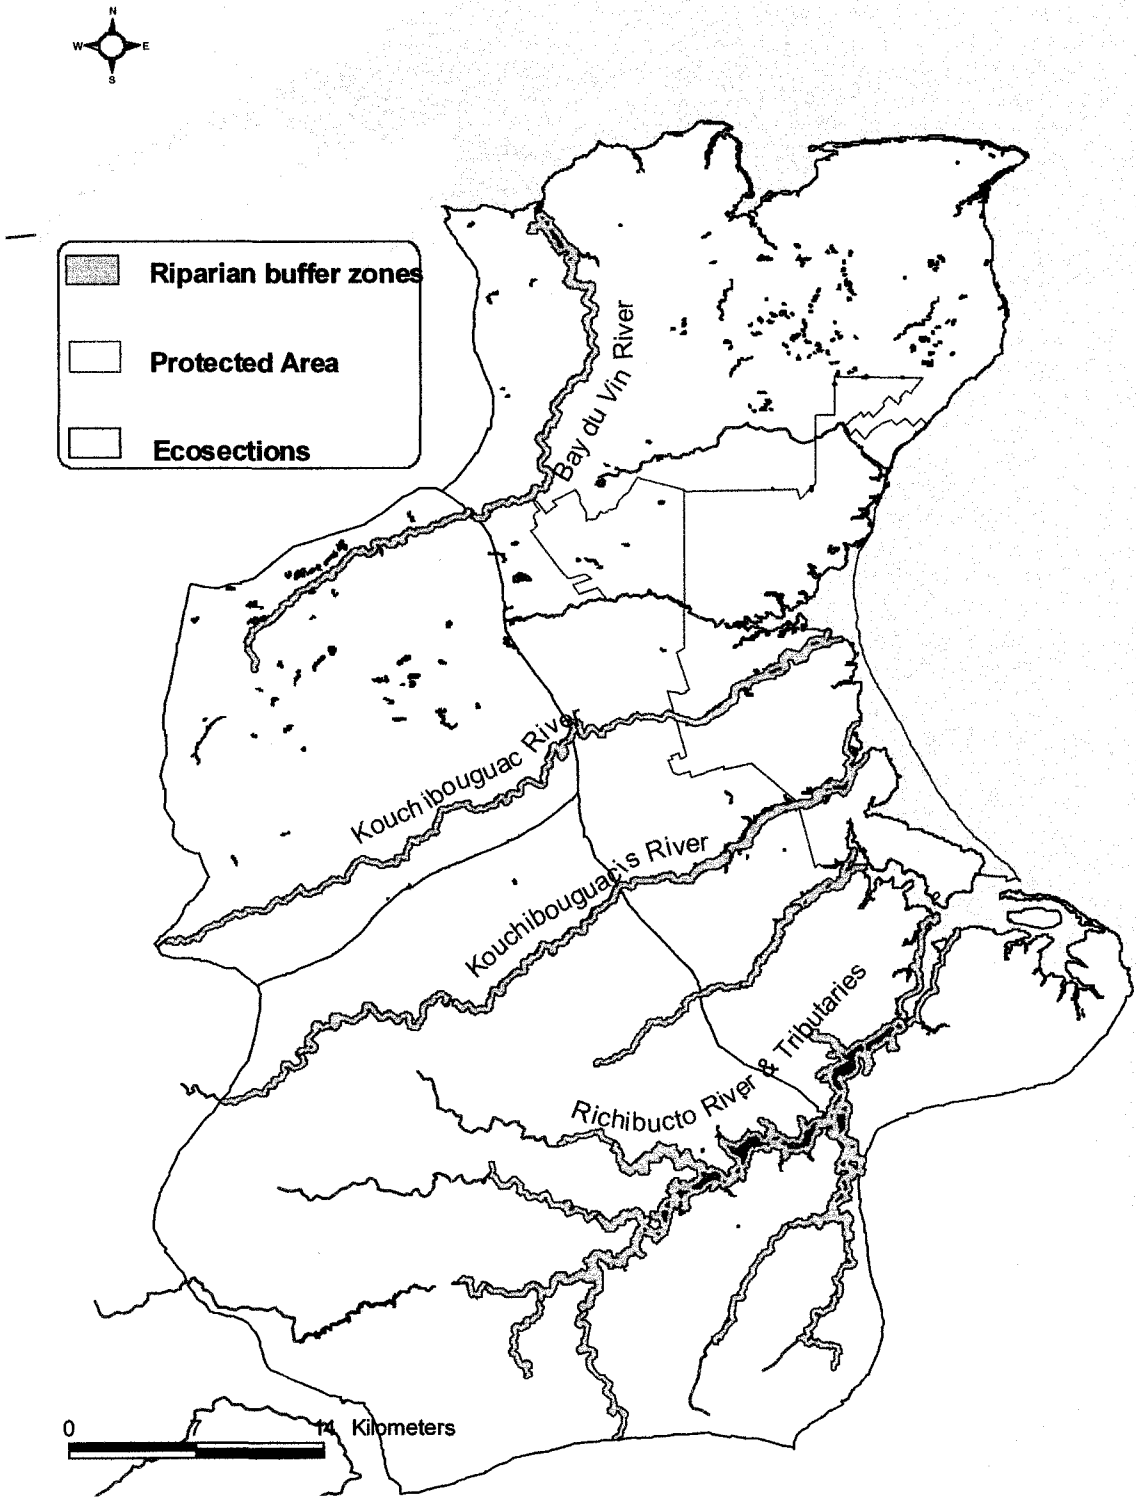 N
W E
S
Riparian buffer zones
Protected Area
Ecosections
Bay du Vin River
Kouchibouguac River
Kouchibouguacis River
Richibucto River & Tributaries
0 7 14 Kilometers